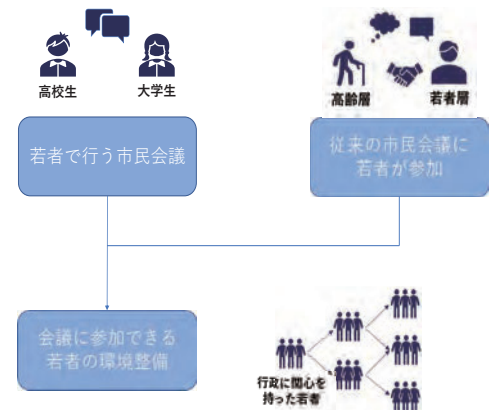 高校生
大学生
高齢層
若者層
若者で行う市民会議
従来の市民会議に
若者が参加
会議に参加できる
若者の環境整備
行政に関心を
持った若者